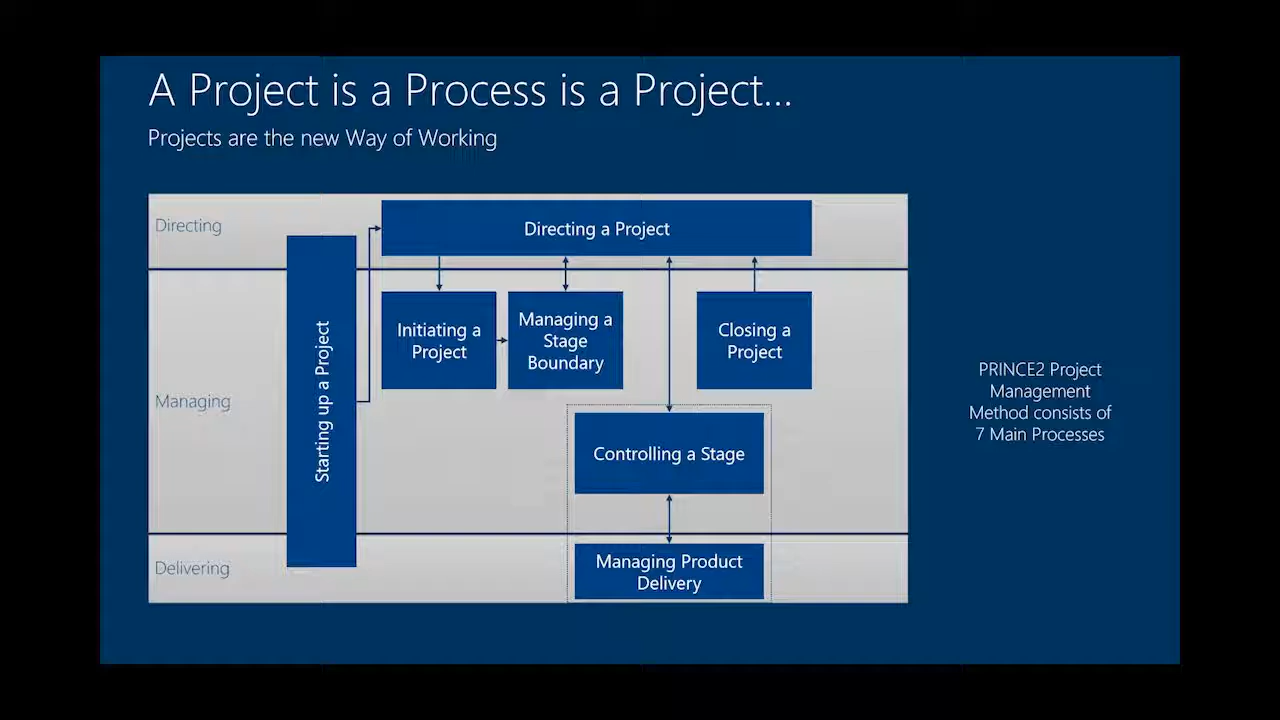 A Project is a Process is a Project...
Projects are the new Way of Working
Directing
Directing a Project
Starting up a Project
Initiating a
Project
Managing a
Stage
Boundary
Closing a
Project
Managing
Controlling a Stage
Delivering
Managing Product
Delivery
PRINCE2 Project
Management
Method consists of
7 Main Processes